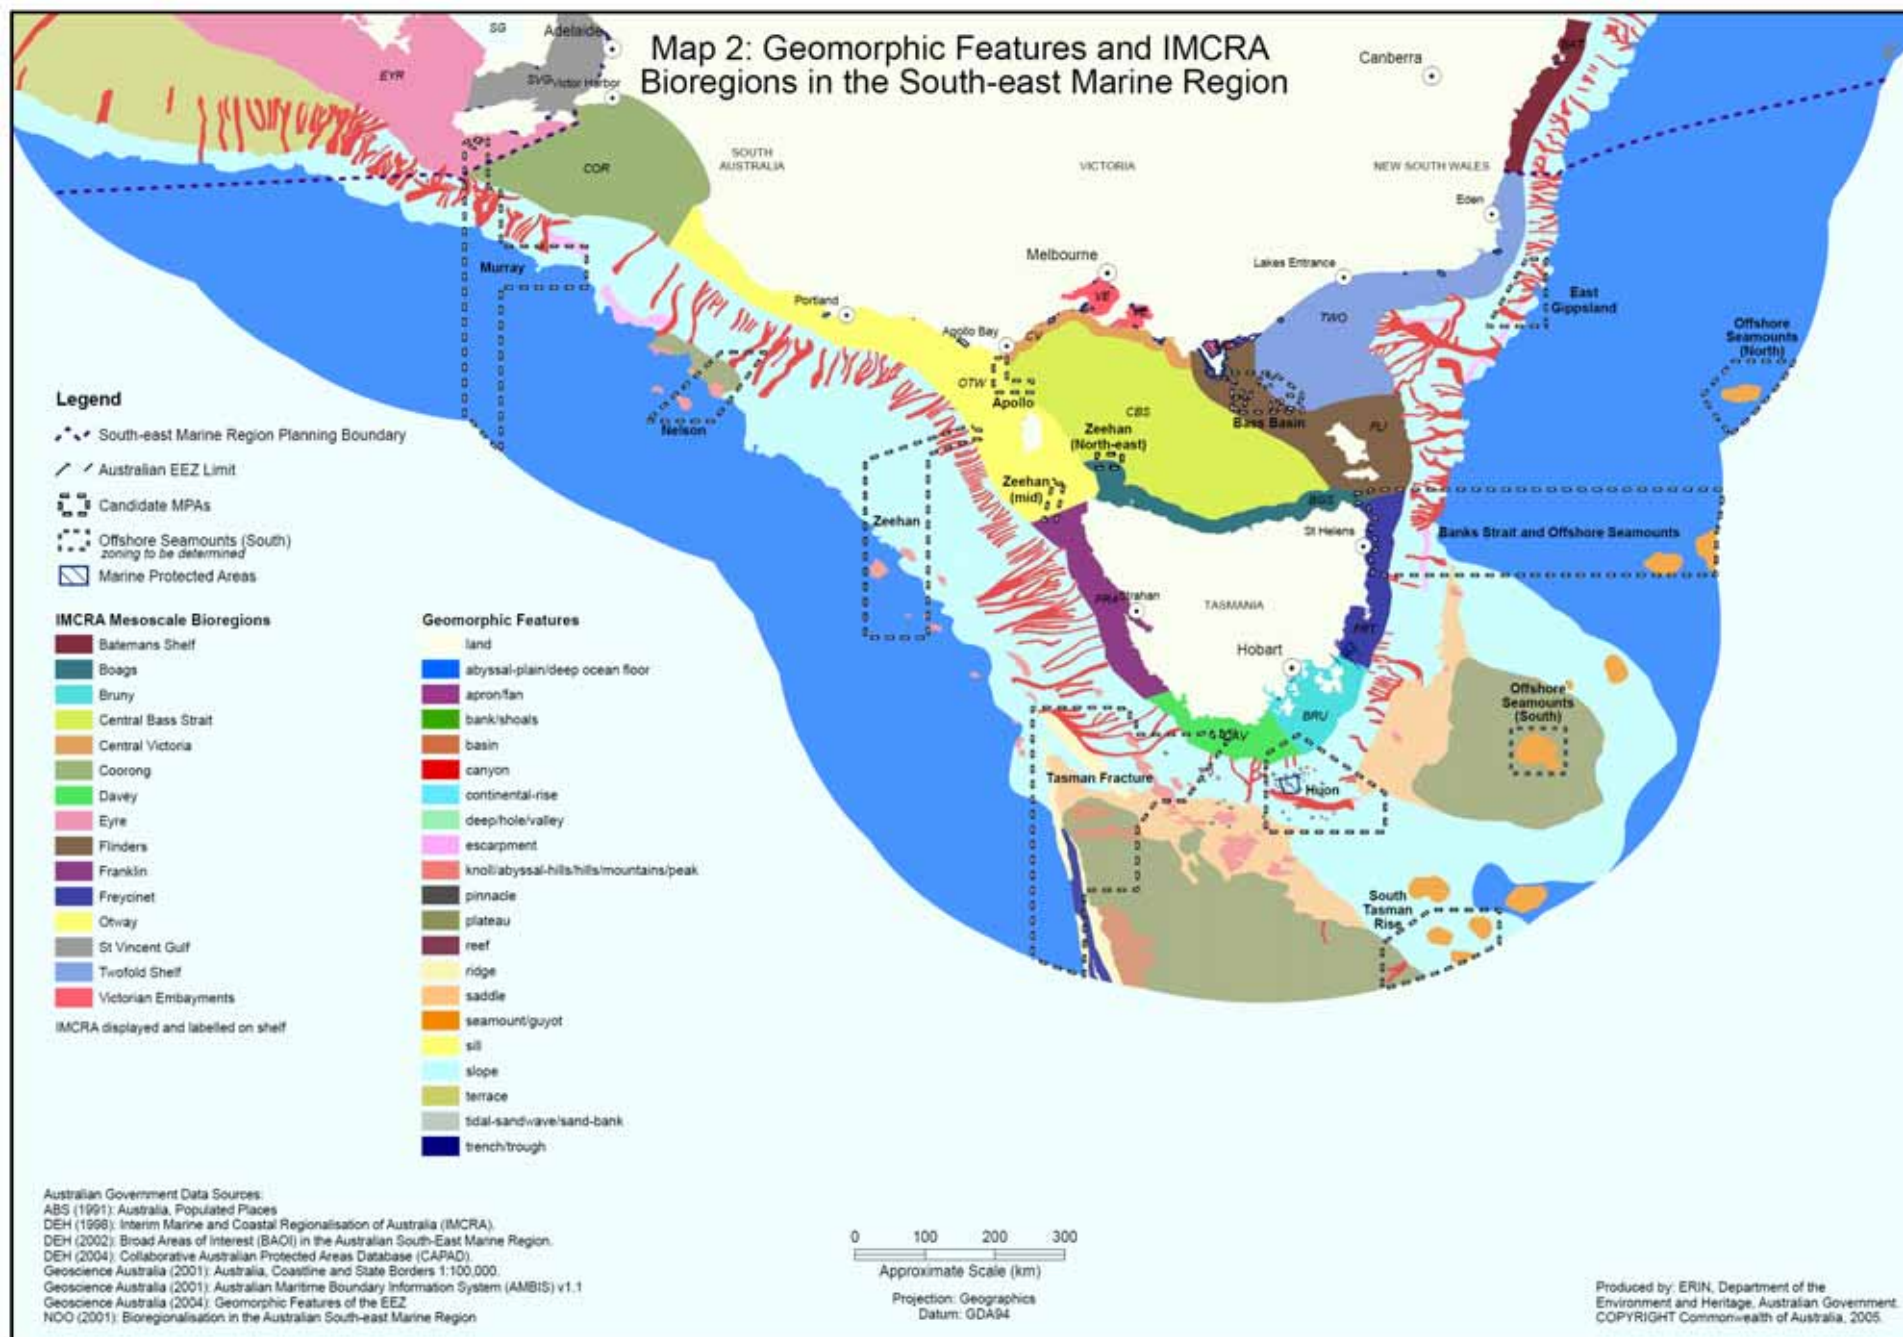 Map 2: Geomorphic Features and IMCRA
Bioregions in the South-east Marine Region
SG
Adelaide
EYR
SVG
Victor Harbor
COR
SOUTH
AUSTRALIA
VICTORIA
NEW SOUTH WALES
Canberra
BAT
Eden
Murray
Melbourne
Lakes Entrance
VE
Portland
Apollo Bay
CV
TWO
East
Gippsland
Offshore
Seamounts
(North)
OTW
Apollo
CBS
Nelson
Bass Basin
FLI
Zeehan
(North-east)
Zeehan
(mid)
BGS
Zeehan
St Helens
Banks Strait and Offshore Seamounts
FRA
Strahan
TASMANIA
FRT
Hobart
BRU
Offshore
Seamounts
(South)
Tasman Fracture
Huon
South
Tasman
Rise
Legend
South-east Marine Region Planning Boundary
Australian EEZ Limit
Candidate MPAs
Offshore Seamounts (South)
zoning to be determined
Marine Protected Areas
IMCRA Mesoscale Bioregions
Batemans Shelf
Boags
Bruny
Central Bass Strait
Central Victoria
Coorong
Davey
Eyre
Flinders
Franklin
Freycinet
Otway
St Vincent Gulf
Twofold Shelf
Victorian Embayments
IMCRA displayed and labelled on shelf
Geomorphic Features
land
abyssal-plain/deep ocean floor
apron/fan
bank/shoals
basin
canyon
continental-rise
deep/hole/valley
escarpment
knoll/abyssal-hills/hills/mountains/peak
pinnacle
plateau
reef
ridge
saddle
seamount/guyot
sill
slope
terrace
tidal-sandwave/sand-bank
trench/trough
Australian Government Data Sources:
ABS (1991): Australia, Populated Places
DEH (1998): Interim Marine and Coastal Regionalisation of Australia (IMCRA).
DEH (2002): Broad Areas of Interest (BAOI) in the Australian South-East Marine Region.
DEH (2004): Collaborative Australian Protected Areas Database (CAPAD).
Geoscience Australia (2001): Australia, Coastline and State Borders 1:100,000.
Geoscience Australia (2001): Australian Maritime Boundary Information System (AMBIS) v1.1
Geoscience Australia (2004): Geomorphic Features of the EEZ
NOO (2001): Bioregionalisation in the Australian South-east Marine Region
0 100 200 300
Approximate Scale (km)
Projection: Geographics
Datum: GDA94
Produced by: ERIN, Department of the
Environment and Heritage, Australian Government.
COPYRIGHT Commonwealth of Australia, 2005.